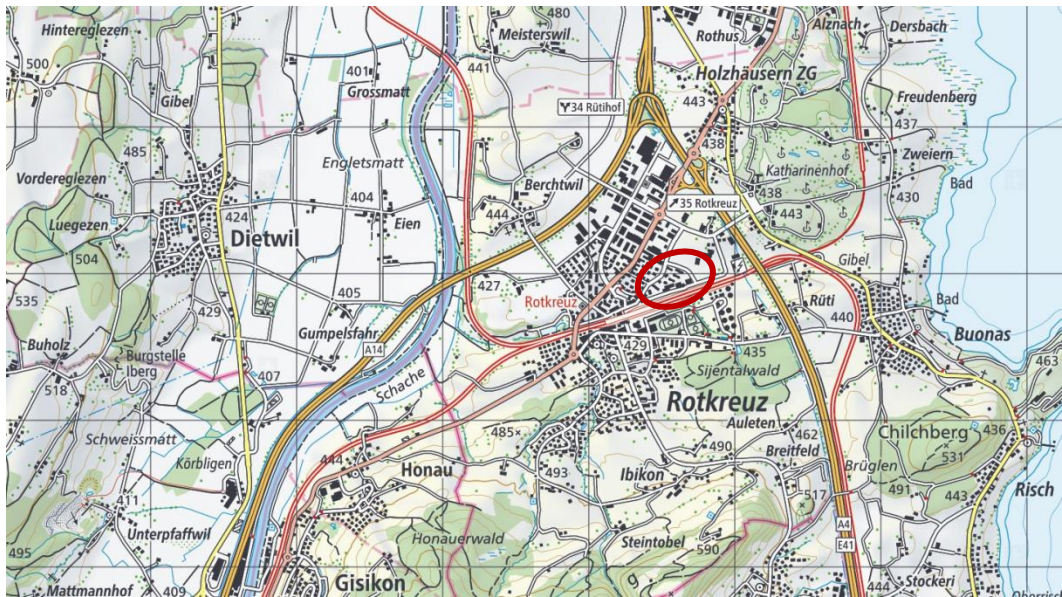 Hintereglezen
480
Meisterswil
Rothus
Alznach
Dersbach
500
401
Grossmatt
441
Holzhäusern ZG
Gibel
34 Rütihof
443
Freudenberg
485
Engletsmatt
438
437
Zweiern
Vordereglezen
Berchtwil
Katharinenhof
Bad
424
404
444
438
430
Luegezen
Dietwil
Eien
35 Rotkreuz
443
504
Gibel
535
405
427
Rotkreuz
Rüti
Bad
429
Gumpelsfahr
440
Buonas
Buholz
Burgstelle
Iberg
A14
429
435
Schache
Sijentalwald
467
518
407
Rotkreuz
Auleten
Chilchberg
436
Schweissmatt
485
490
462
531
Breitfeld
Körbligen
444
Honau
493
Ibikon
Brüglen
Risch
411
517
491
443
Unterpfaffwil
Honauerwald
Steintobel
590
A4
E41
495
Gisikon
g
Stockeri
Mattmannhof
409
444
Oberris